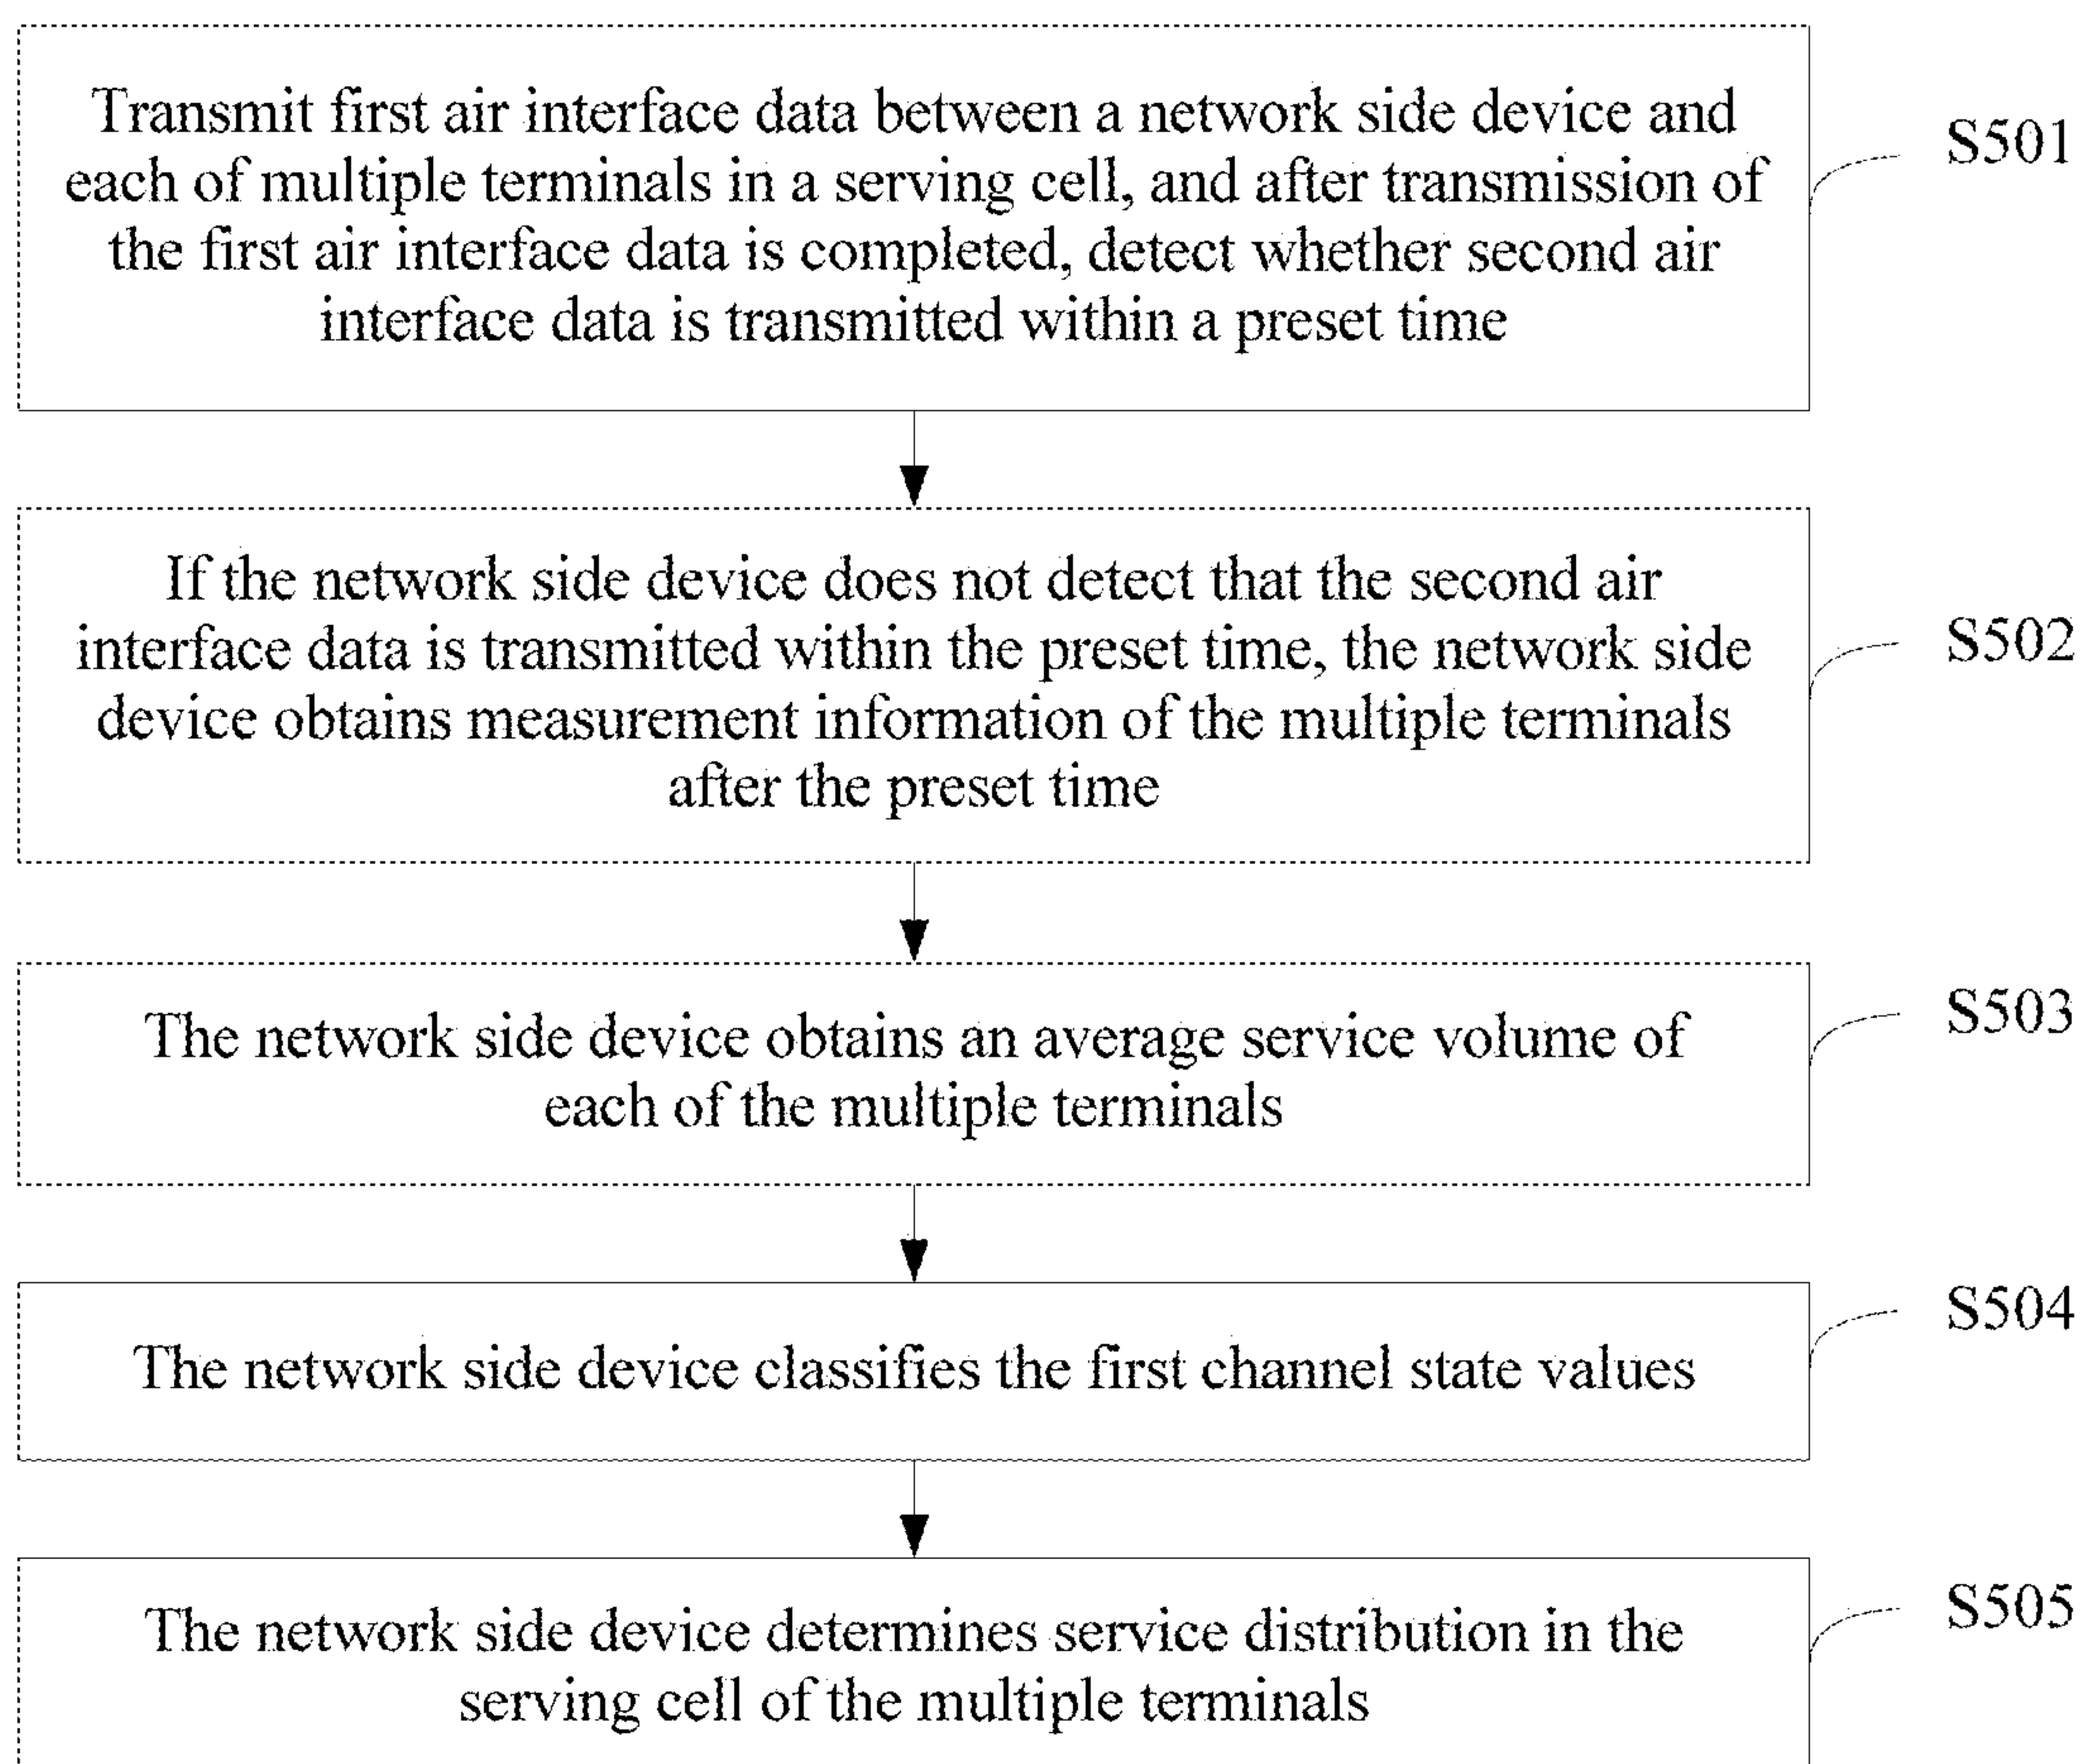 Transmit first air interface data between a network side device and
each of multiple terminals in a serving cell, and after transmission of
the first air interface data is completed, detect whether second air
interface data is transmitted within a preset time
S501
If the network side device does not detect that the second air
interface data is transmitted within the preset time, the network side
device obtains measurement information of the multiple terminals
after the preset time
S502
The network side device obtains an average service volume of
each of the multiple terminals
S503
The network side device classifies the first channel state values
S504
The network side device determines service distribution in the
serving cell of the multiple terminals
S505